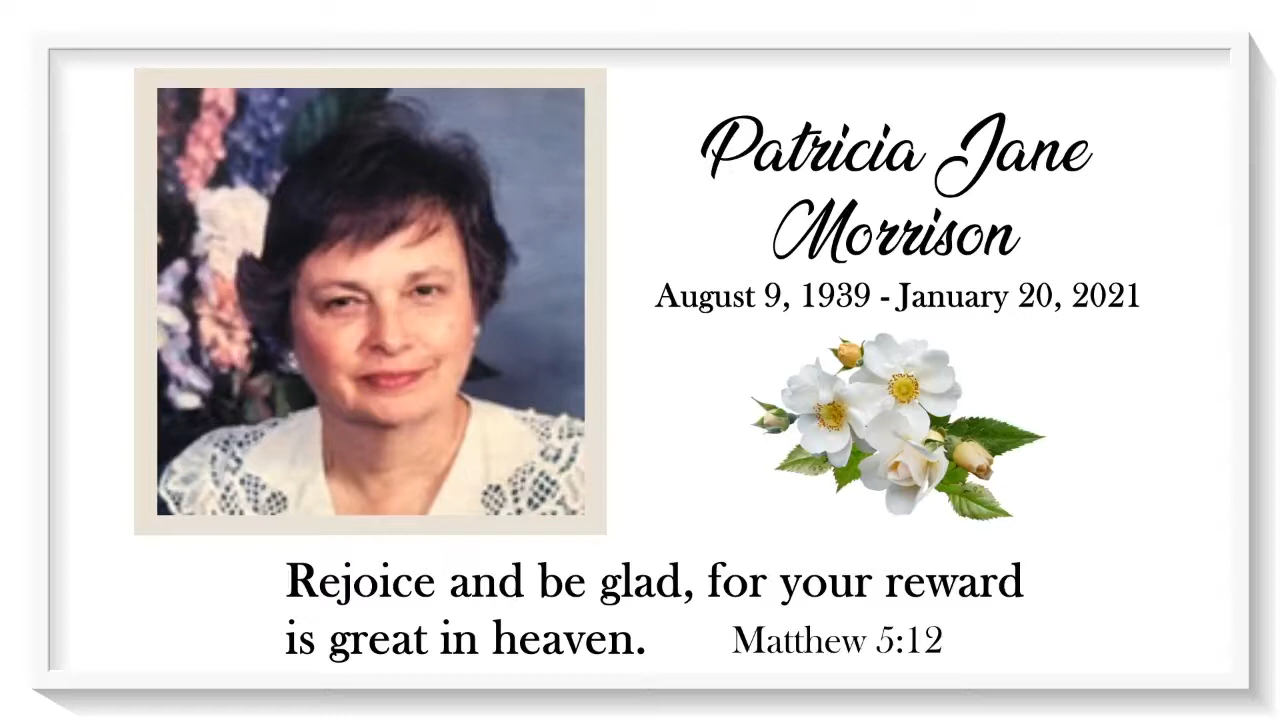 Patricia Jane
Morrison
August 9, 1939 - January 20, 2021
Rejoice and be glad, for your reward
is great in heaven. Matthew 5:12